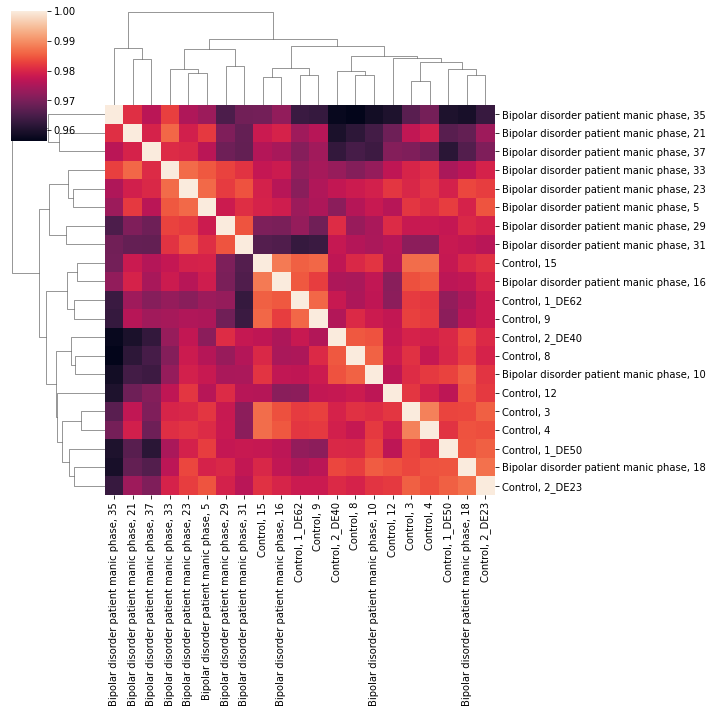 1.00
0.99
0.98
0.97
0.96
Bipolar disorder patient manic phase, 35
Bipolar disorder patient manic phase, 21
Bipolar disorder patient manic phase, 37
Bipolar disorder patient manic phase, 33
Bipolar disorder patient manic phase, 23
Bipolar disorder patient manic phase, 5
Bipolar disorder patient manic phase, 29
Bipolar disorder patient manic phase, 31
Control, 15
Bipolar disorder patient manic phase, 16
Control, 1_DE62
Control, 9
Control, 2_DE40
Control, 8
Bipolar disorder patient manic phase, 10
Control, 12
Control, 3
Control, 4
Control, 1_DE50
Bipolar disorder patient manic phase, 18
Control, 2_DE23
Bipolar disorder patient manic phase, 35
Bipolar disorder patient manic phase, 21
Bipolar disorder patient manic phase, 37
Bipolar disorder patient manic phase, 33
Bipolar disorder patient manic phase, 23
Bipolar disorder patient manic phase, 5
Bipolar disorder patient manic phase, 29
Bipolar disorder patient manic phase, 31
Control, 15
Bipolar disorder patient manic phase, 16
Control, 1_DE62
Control, 9
Control, 2_DE40
Control, 8
Bipolar disorder patient manic phase, 10
Control, 12
Control, 3
Control, 4
Control, 1_DE50
Bipolar disorder patient manic phase, 18
Control, 2_DE23